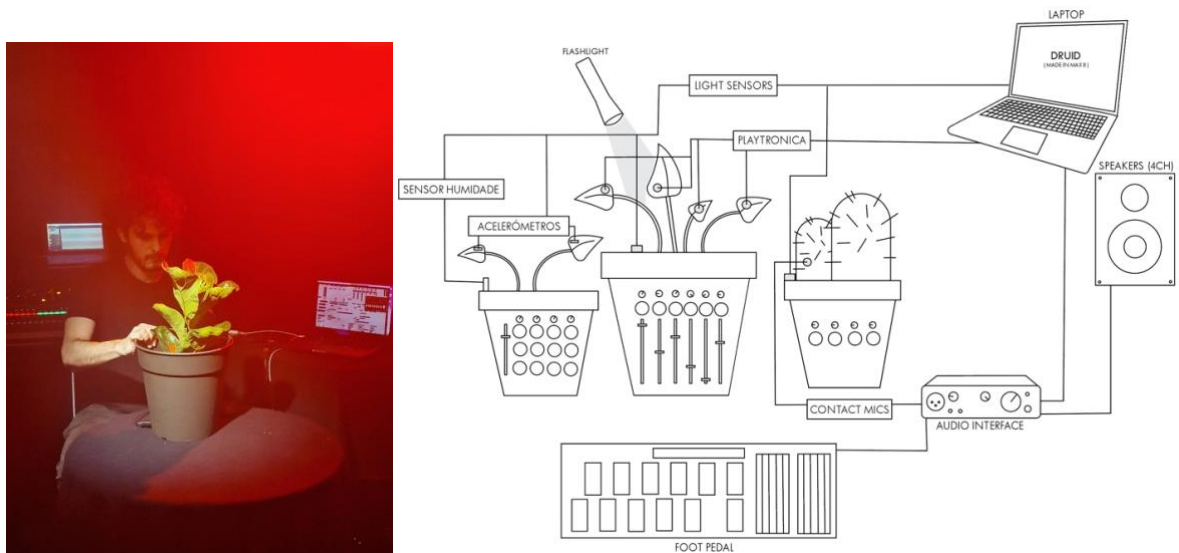 LAPTOP
FLASHLIGHT
DRUID
( MADE IN MAX 8 )
LIGHT SENSORS
PLAYTRONICA
SPEAKERS (4CH)
SENSOR HUMIDADE
ACELERÓMETROS
CONTACT MICS
AUDIO INTERFACE
FOOT PEDAL